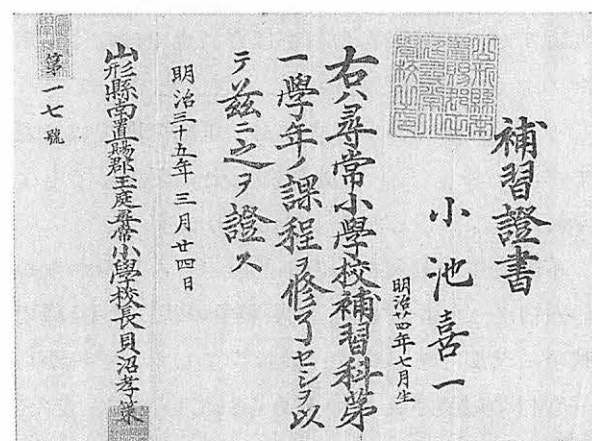 補習證書
小池喜一
明治廿四年七月生
右ハ尋常小學校補習科第
一學年ノ課程ヲ修了セシヲ以
テ茲ニ之ヲ證ス
明治三十五年三月廿四日
山形縣南置賜郡玉庭尋常小學校長貝沼孝
第一七號